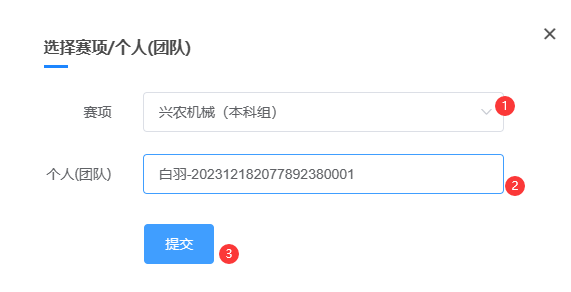 选择赛项/个人(团队)
赛项
兴农机械（本科组）
1
个人(团队)
白羽-202312182077892380001
2
提交
3